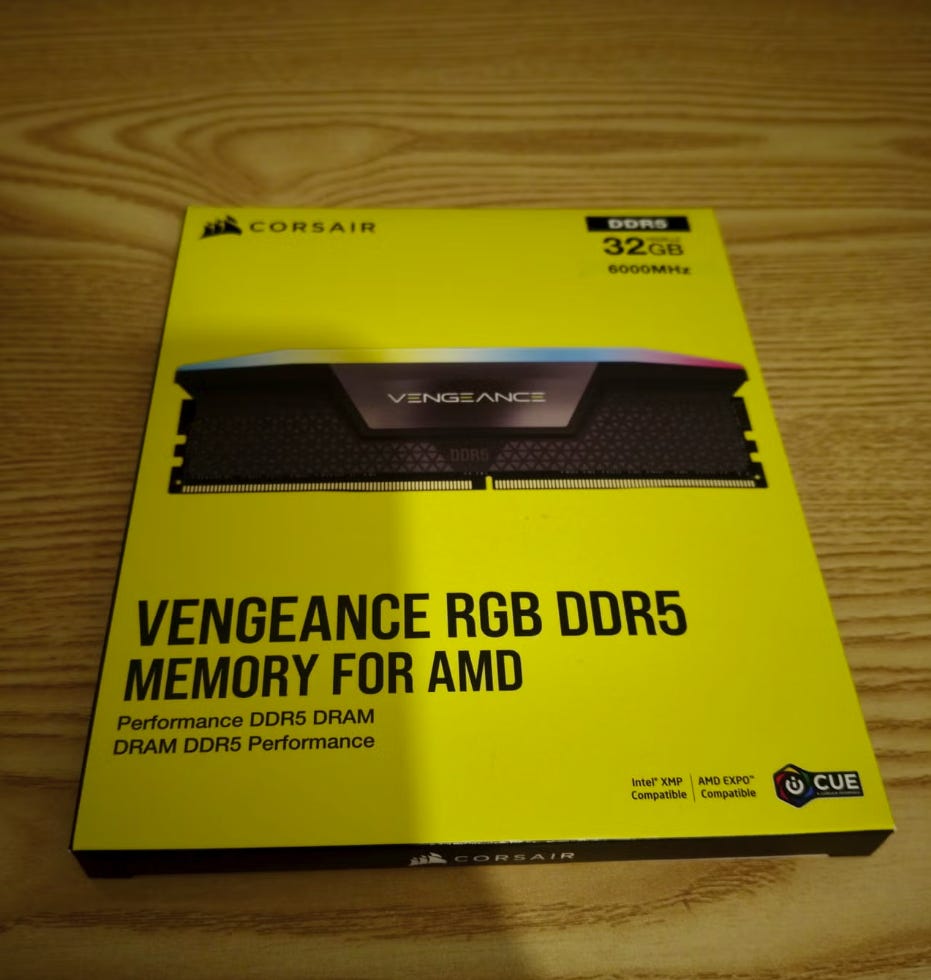 CORSAIR
DDR5
32GB
6000MHz
VENGEANCE
DDR5
VENGEANCE RGB DDR5
MEMORY FOR AMD
Performance DDR5 DRAM
DRAM DDR5 Performance
Intel® XMP
Compatible
AMD EXPO™
Compatible
CUE
CORSAIR